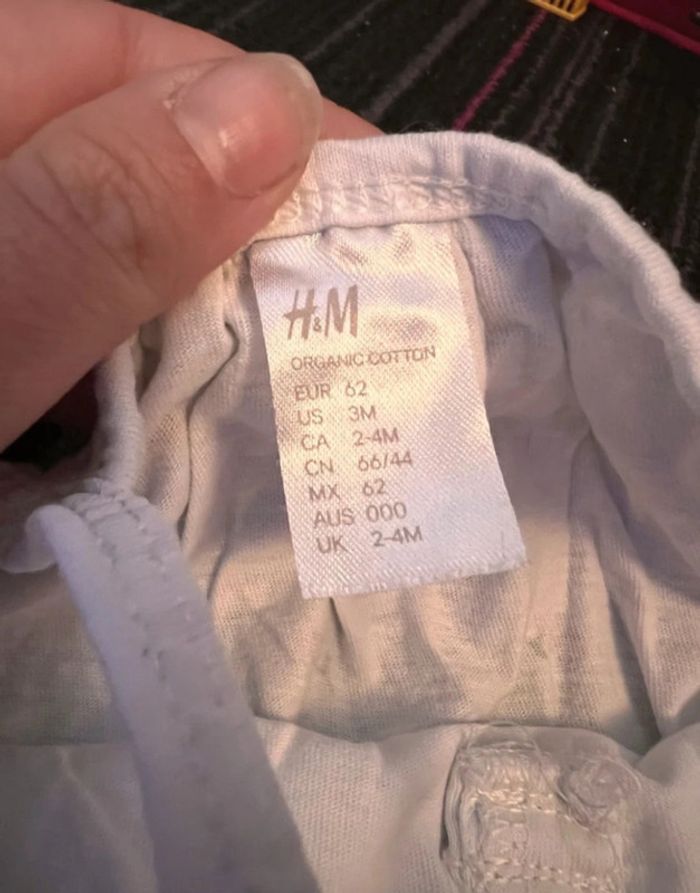 H&M
ORGANIC COTTON
EUR 62
US 3M
CA 2-4M
CN 66/44
MX 62
AUS 000
UK 2-4M